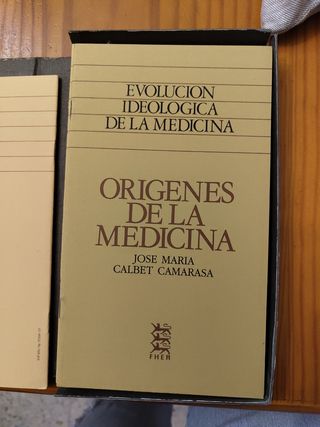 EVOLUCION
IDEOLOGICA
DE LA MEDICINA
ORIGENES
DE LA
MEDICINA
JOSE MARIA
CALBET CAMARASA
FHER